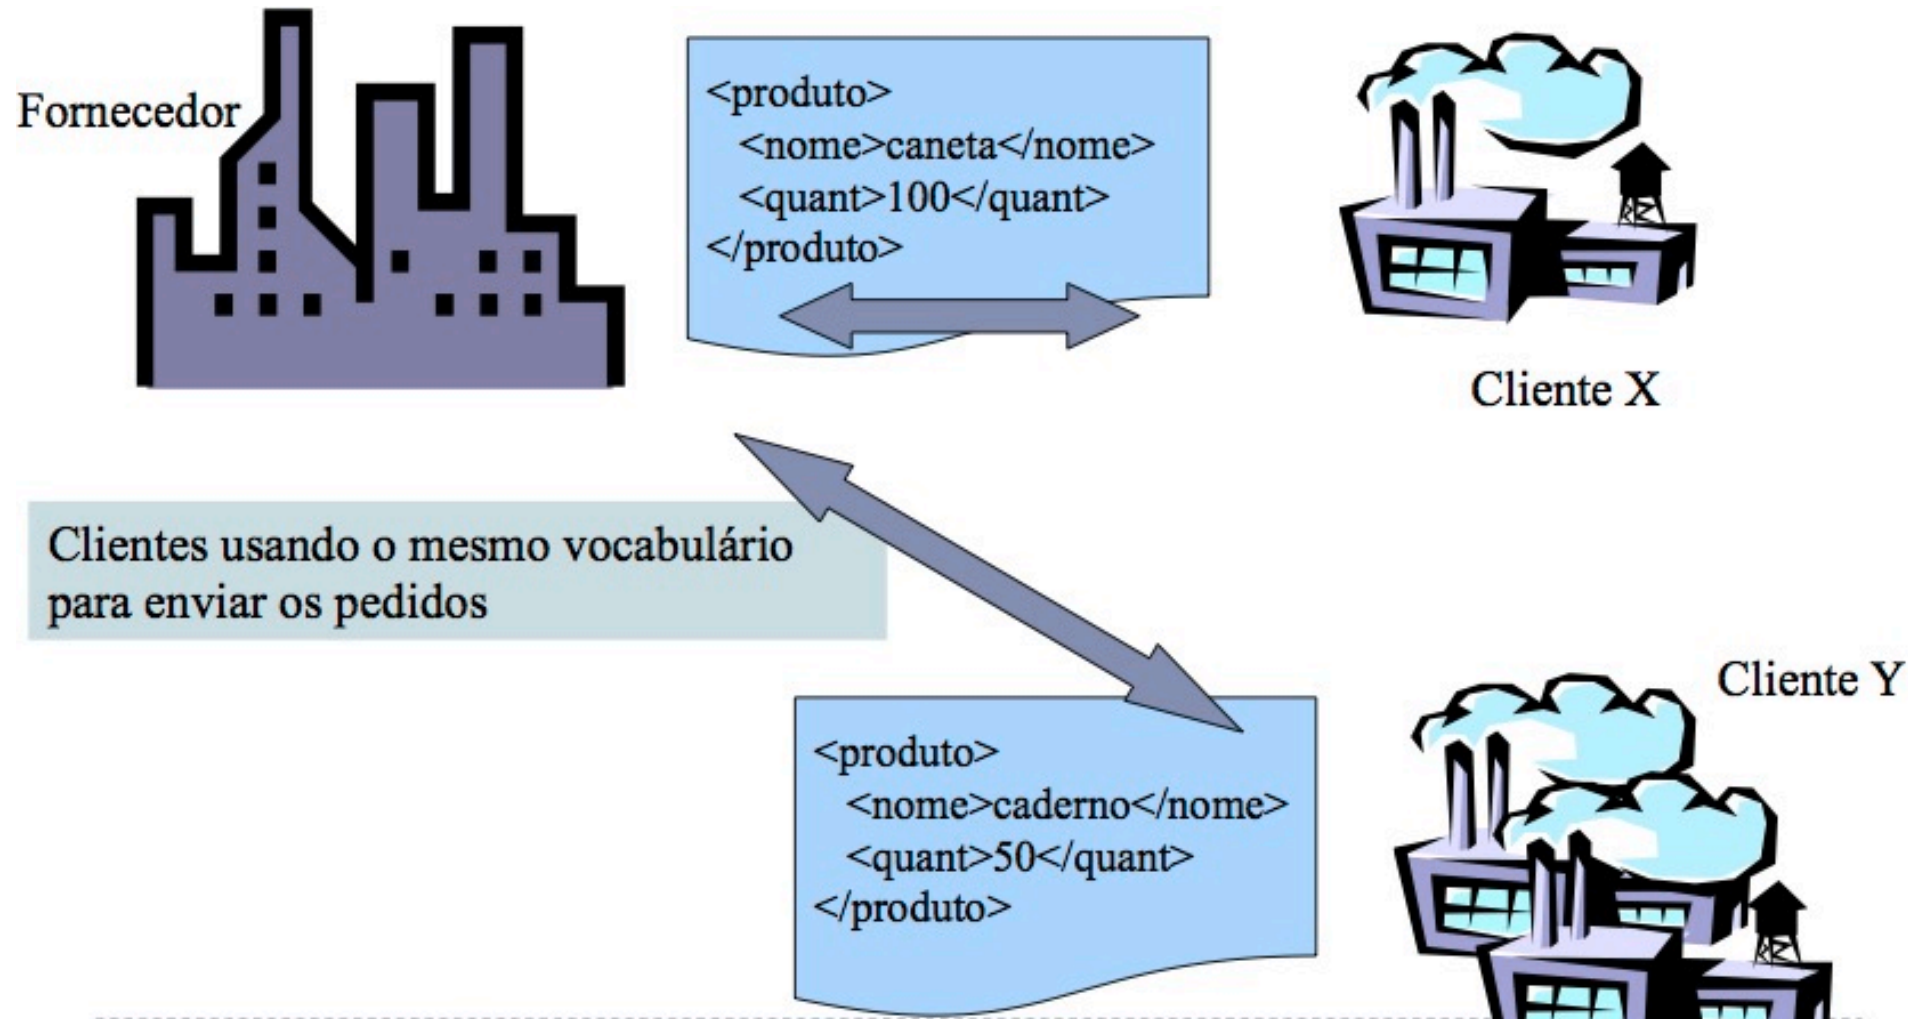 Fornecedor
<produto>
<nome>caneta</nome>
<quant>100</quant>
</produto>
Cliente X
Clientes usando o mesmo vocabulário
para enviar os pedidos
Cliente Y
<produto>
<nome>caderno</nome>
<quant>50</quant>
</produto>